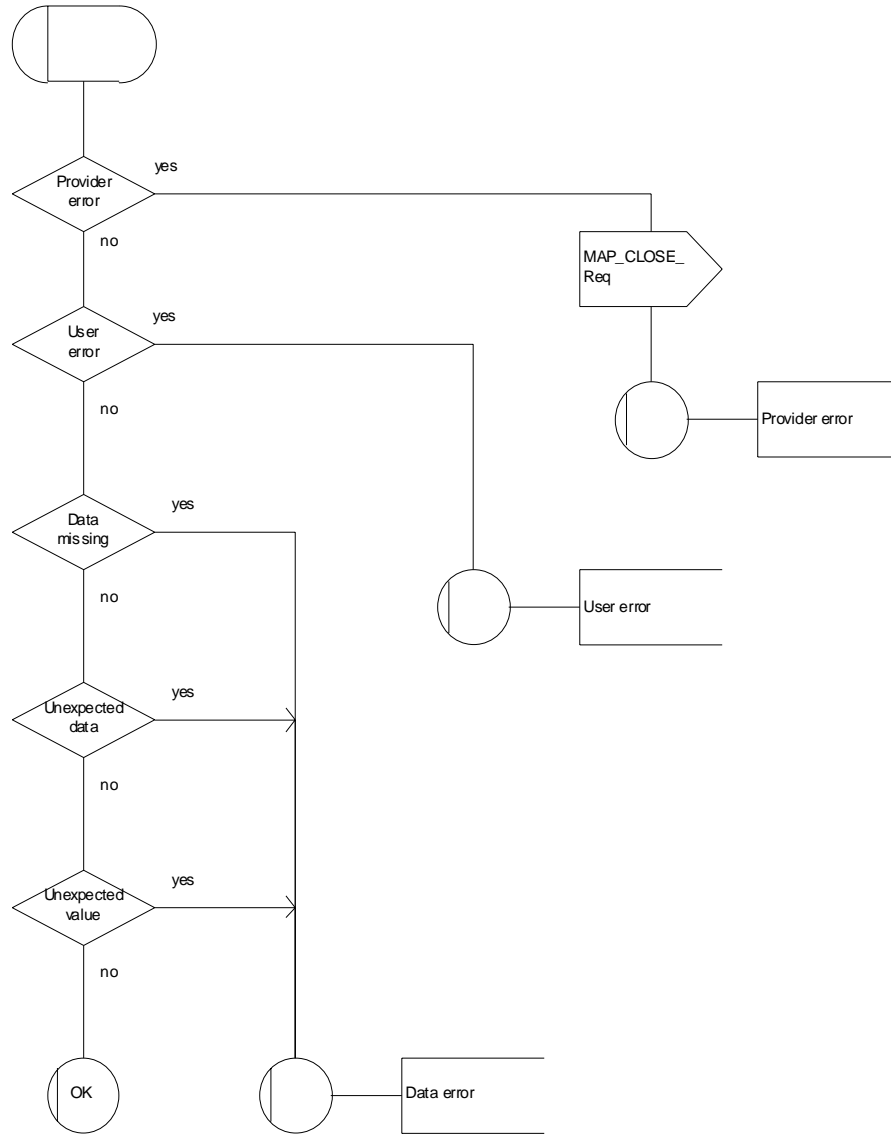 yes
Provider
error
no
MAP_CLOSE_
Req
yes
User
error
no
Provider error
yes
Data
missing
no
User error
yes
Unexpected
data
no
yes
Unexpected
value
no
OK
Data error